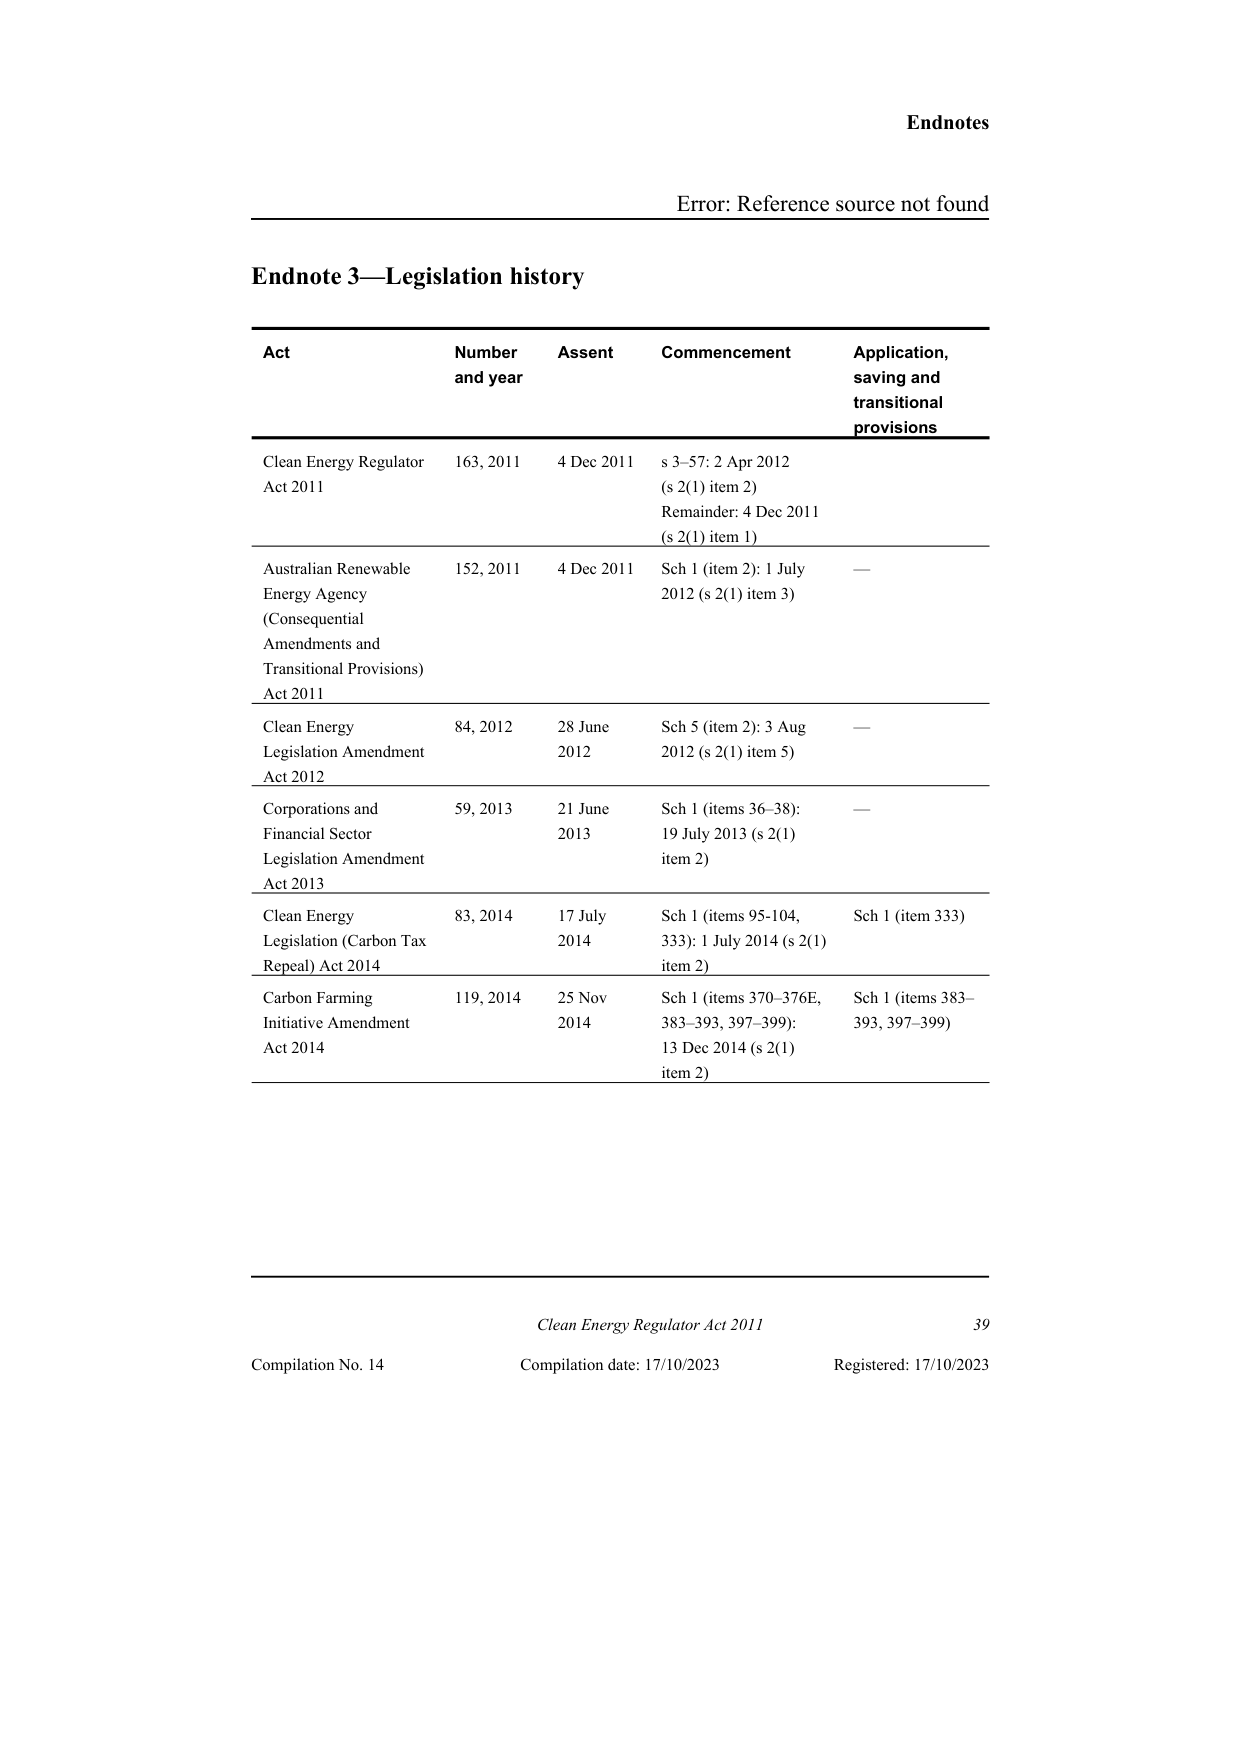 Endnotes
Error: Reference source not found
Endnote 3—Legislation history
Act
Number
and year
Assent
Commencement
Application,
saving and
transitional
provisions
Clean Energy Regulator
Act 2011
163, 2011
4 Dec 2011
s 3–57: 2 Apr 2012
(s 2(1) item 2)
Remainder: 4 Dec 2011
(s 2(1) item 1)
Australian Renewable
Energy Agency
(Consequential
Amendments and
Transitional Provisions)
Act 2011
152, 2011
4 Dec 2011
Sch 1 (item 2): 1 July
2012 (s 2(1) item 3)
—
Clean Energy
Legislation Amendment
Act 2012
84, 2012
28 June
2012
Sch 5 (item 2): 3 Aug
2012 (s 2(1) item 5)
—
Corporations and
Financial Sector
Legislation Amendment
Act 2013
59, 2013
21 June
2013
Sch 1 (items 36–38):
19 July 2013 (s 2(1)
item 2)
—
Clean Energy
Legislation (Carbon Tax
Repeal) Act 2014
83, 2014
17 July
2014
Sch 1 (items 95-104,
333): 1 July 2014 (s 2(1)
item 2)
Sch 1 (item 333)
Carbon Farming
Initiative Amendment
Act 2014
119, 2014
25 Nov
2014
Sch 1 (items 370–376E,
383–393, 397–399):
13 Dec 2014 (s 2(1)
item 2)
Sch 1 (items 383–
393, 397–399)
Clean Energy Regulator Act 2011
39
Compilation No. 14
Compilation date: 17/10/2023
Registered: 17/10/2023